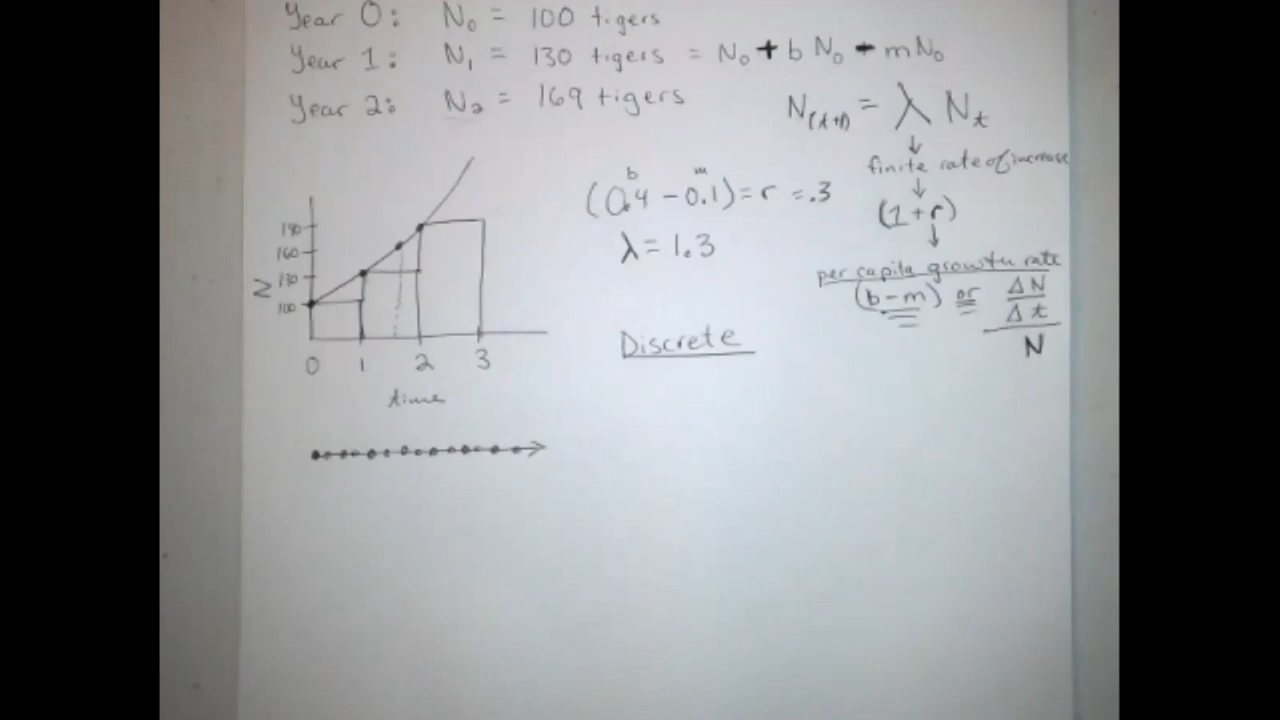 Year 0: N₀ = 100 tigers
Year 1: N₁ = 130 tigers = N₀ + b N₀ - m N₀
Year 2: N₂ = 169 tigers
N(t+1) = λ Nt
↓
finite rate of increase
↓
(1+r)
↓
per capita growth rate
(b-m) or ΔN
Δt
N
b m
(0.4 - 0.1) = r = .3
λ = 1.3
Discrete
190
160
130
100
N
0 1 2 3
time